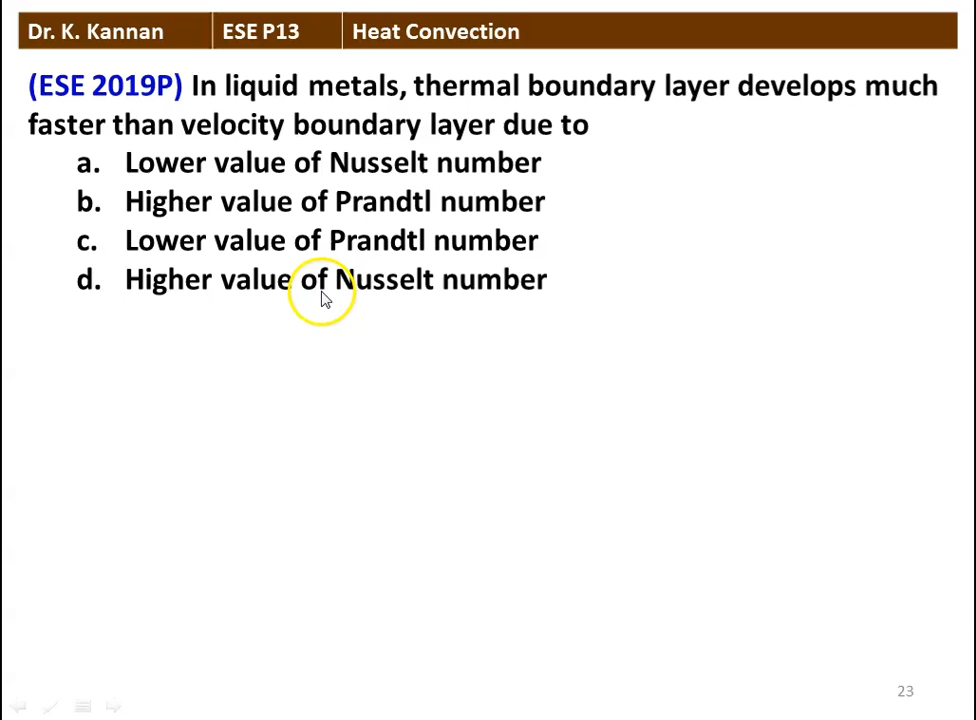 Dr. K. Kannan ESE P13 Heat Convection
(ESE 2019P) In liquid metals, thermal boundary layer develops much
faster than velocity boundary layer due to
a. Lower value of Nusselt number
b. Higher value of Prandtl number
c. Lower value of Prandtl number
d. Higher value of Nusselt number
23